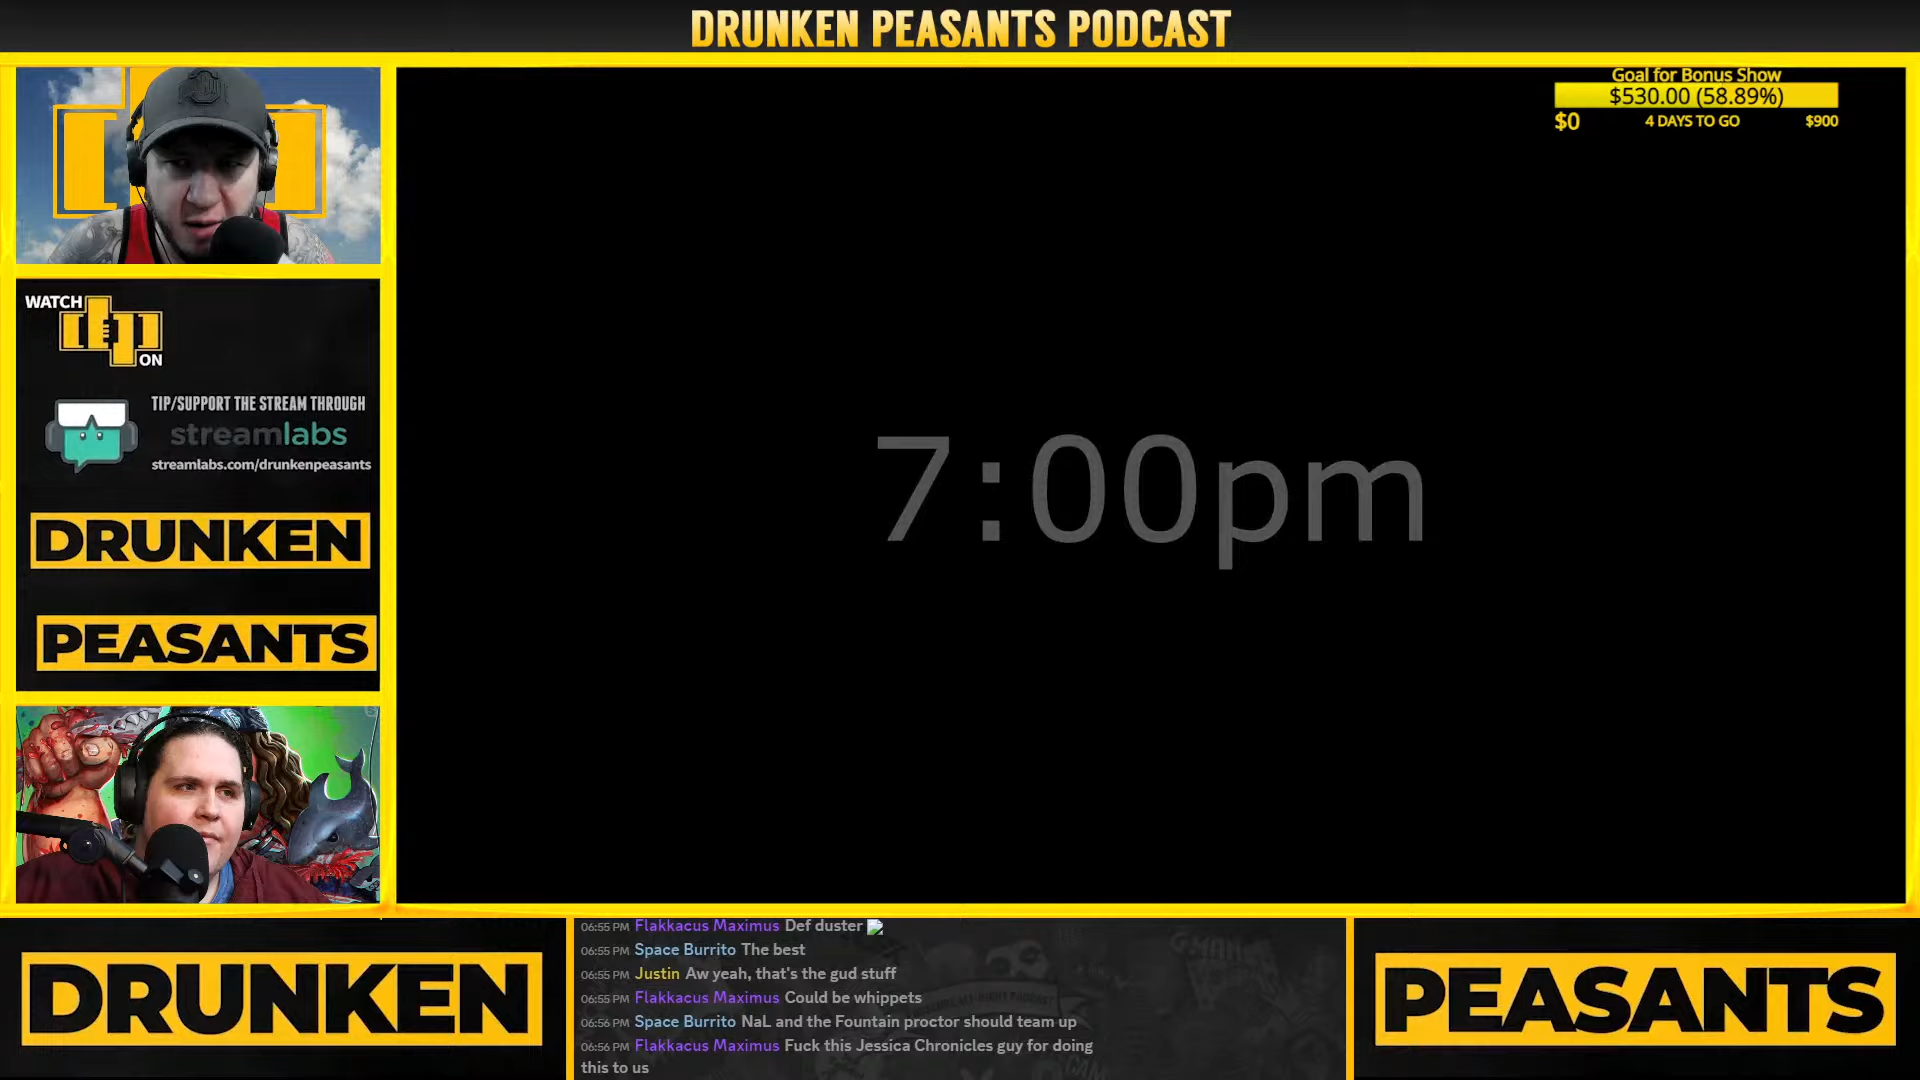 DRUNKEN PEASANTS PODCAST
Goal for Bonus Show
$530.00 (58.89%)
$0 4 DAYS TO GO $900
WATCH
ON
TIP/SUPPORT THE STREAM THROUGH
streamlabs
streamlabs.com/drunkenpeasants
DRUNKEN
PEASANTS
7:00pm
06:55 PM Flakkacus Maximus Def duster
06:55 PM Space Burrito The best
06:55 PM Justin Aw yeah, that's the gud stuff
06:55 PM Flakkacus Maximus Could be whippets
06:56 PM Space Burrito NaL and the Fountain proctor should team up
06:56 PM Flakkacus Maximus Fuck this Jessica Chronicles guy for doing
this to us
DRUNKEN
PEASANTS